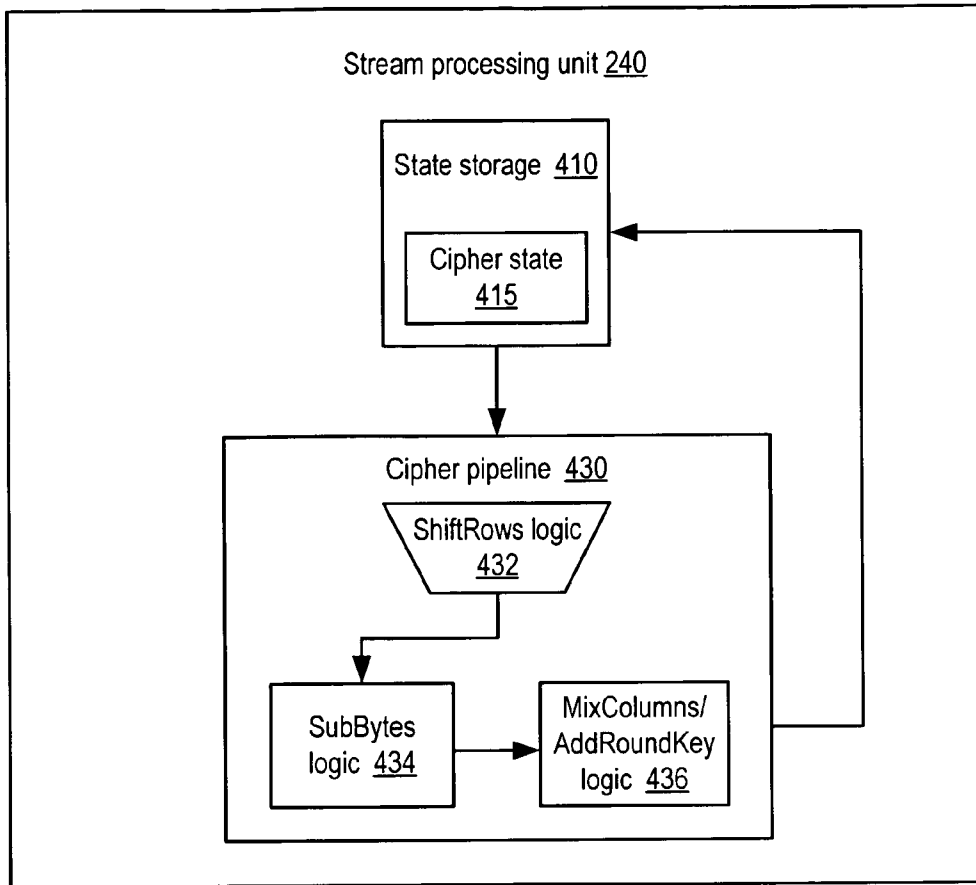 Stream processing unit 240
State storage 410
Cipher state
415
Cipher pipeline 430
ShiftRows logic
432
SubBytes
logic 434
MixColumns/
AddRoundKey
logic 436